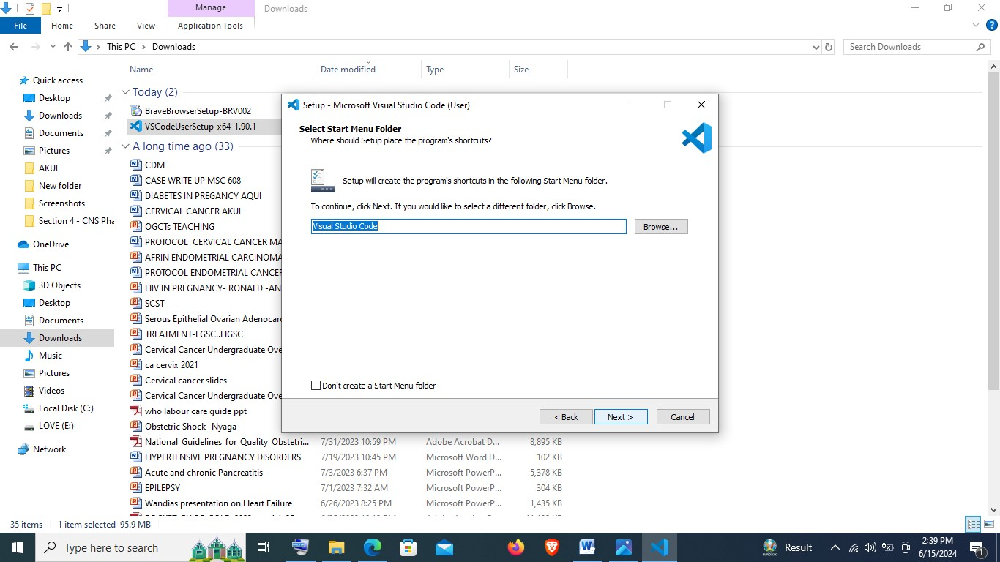 Manage
Downloads
File
Home
Share
View
Application Tools
This PC
Downloads
Search Downloads
Name
Date modified
Type
Size
Quick access
Desktop
Downloads
Documents
Pictures
AKUI
New folder
Screenshots
Section 4 - CNS Pha
OneDrive
This PC
3D Objects
Desktop
Documents
Downloads
Music
Pictures
Videos
Local Disk (C:)
LOVE (E:)
Network
Today (2)
BraveBrowserSetup-BRV002
VSCodeUserSetup-x64-1.90.1
A long time ago (33)
CDM
CASE WRITE UP MSC 608
DIABETES IN PREGANCY AQUI
CERVICAL CANCER AKUI
OGCTs TEACHING
PROTOCOL CERVICAL CANCER MA
AFRIN ENDOMETRIAL CARCINOMA
PROTOCOL ENDOMETRIAL CANCER
HIV IN PREGNANCY- RONALD -AN
SCST
Serous Epithelial Ovarian Adenocar
TREATMENT-LGSC..HGSC
Cervical Cancer Undergraduate Ove
ca cervix 2021
Cervical cancer slides
Cervical Cancer Undergraduate Ove
who labour care guide ppt
Obstetric Shock -Nyaga
National_Guidelines_for_Quality_Obstetri... 7/31/2023 10:59 PM Adobe Acrobat D... 8,895 KB
HYPERTENSIVE PREGNANCY DISORDERS 7/19/2023 10:45 PM Microsoft Word D... 102 KB
Acute and chronic Pancreatitis 7/3/2023 6:37 PM Microsoft PowerP... 5,378 KB
EPILEPSY 7/1/2023 7:32 AM Microsoft PowerP... 304 KB
Wandias presentation on Heart Failure 6/26/2023 8:25 PM Microsoft PowerP... 1,435 KB
Setup - Microsoft Visual Studio Code (User)
Select Start Menu Folder
Where should Setup place the program's shortcuts?
Setup will create the program's shortcuts in the following Start Menu folder.
To continue, click Next. If you would like to select a different folder, click Browse.
Visual Studio Code
Browse...
Don't create a Start Menu folder
< Back
Next >
Cancel
35 items 1 item selected 95.9 MB
Type here to search
Result
2:39 PM
6/15/2024
1